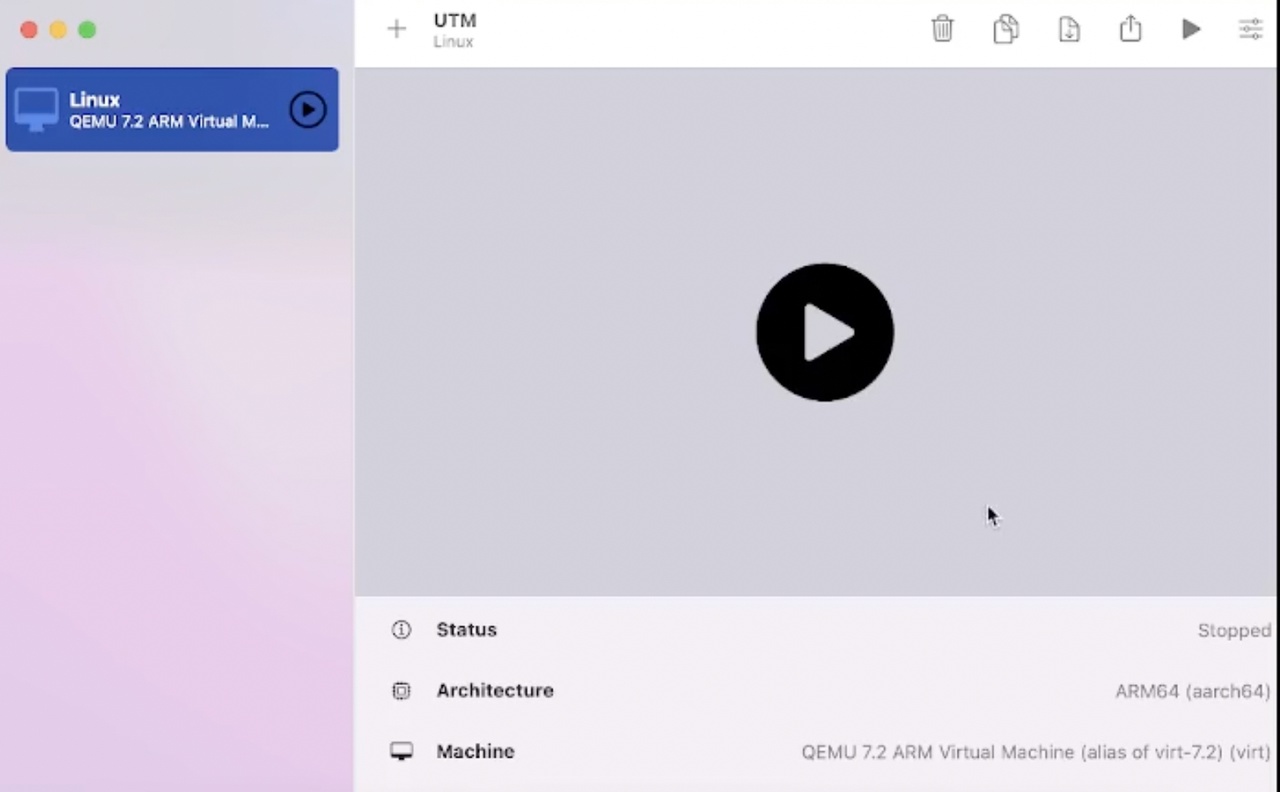 UTM
Linux
Linux
QEMU 7.2 ARM Virtual M...
Status
Stopped
Architecture
ARM64 (aarch64)
Machine
QEMU 7.2 ARM Virtual Machine (alias of virt-7.2) (virt)